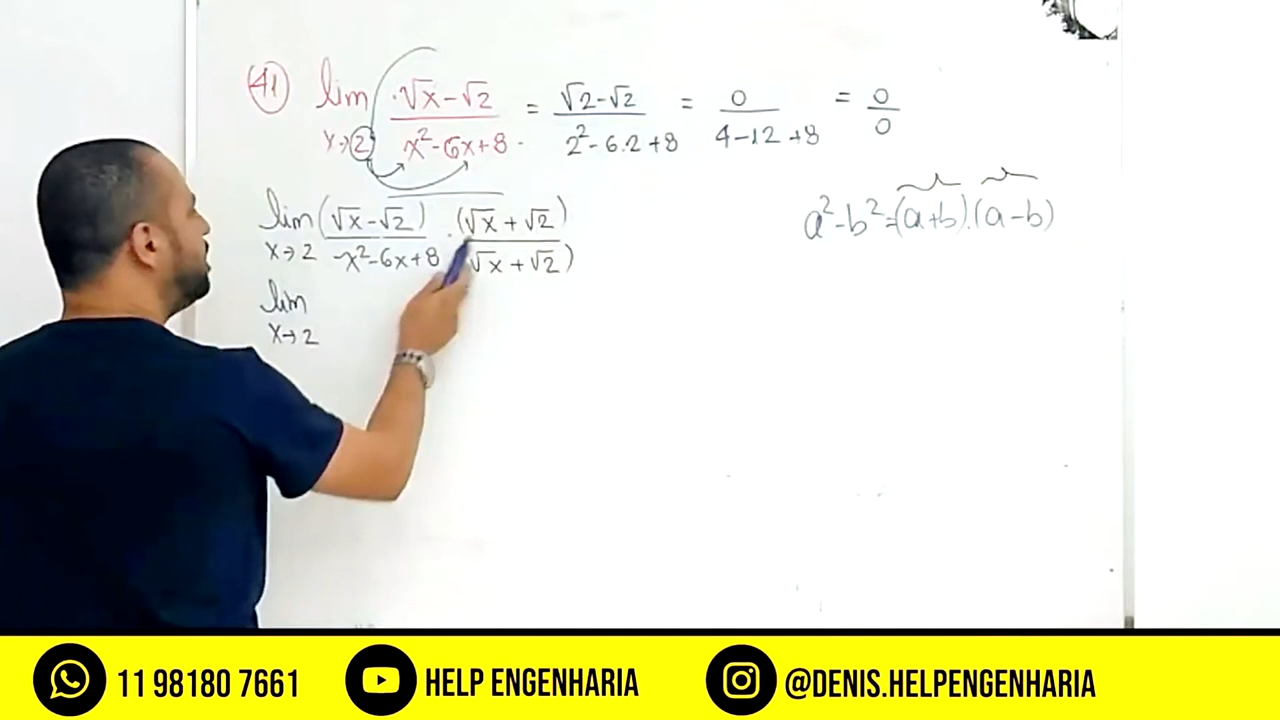 41 lim x→2 √x-√2 / x²-6x+8 = √2-√2 / 2²-6.2+8 = 0 / 4-12+8 = 0 / 0
lim x→2 (√x-√2) / x²-6x+8 . (√x+√2) / (√x+√2)
a²-b²=(a+b).(a-b)
lim x→2
11 98180 7661
HELP ENGENHARIA
@DENIS.HELPENGENHARIA